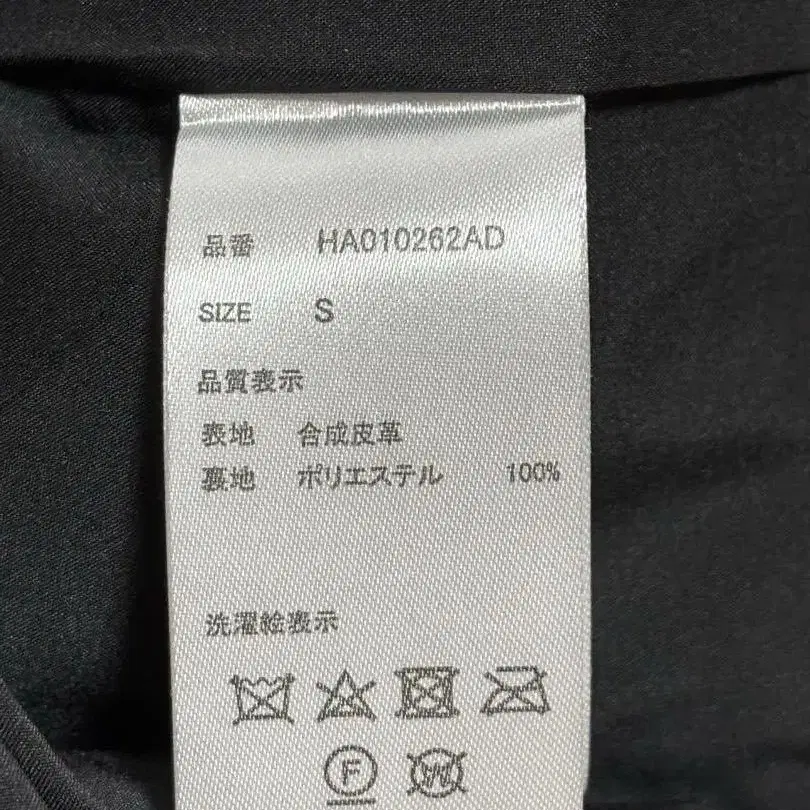 品番 HA010262AD
SIZE S
品質表示
表地 合成皮革
裏地 ポリエステル 100%
洗濯絵表示
F W